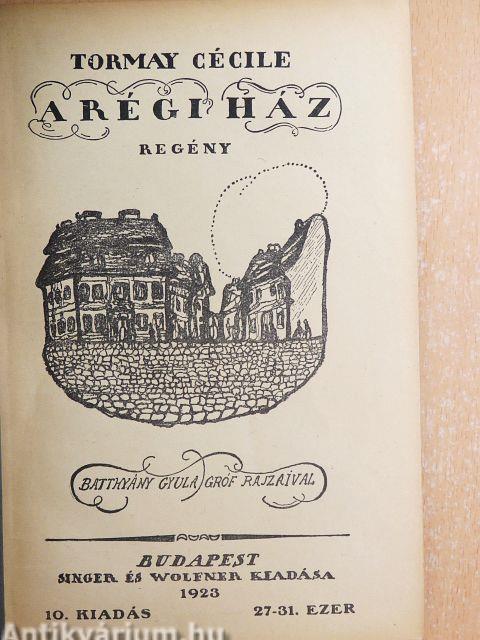 TORMAY CÉCILE
A RÉGI HÁZ
REGÉNY
BATTHYÁNY GYULA GRÓF RAJZAIVAL
BUDAPEST
SINGER ÉS WOLFNER KIADÁSA
1923
10. KIADÁS 27-31. EZER
Antikvárium.hu